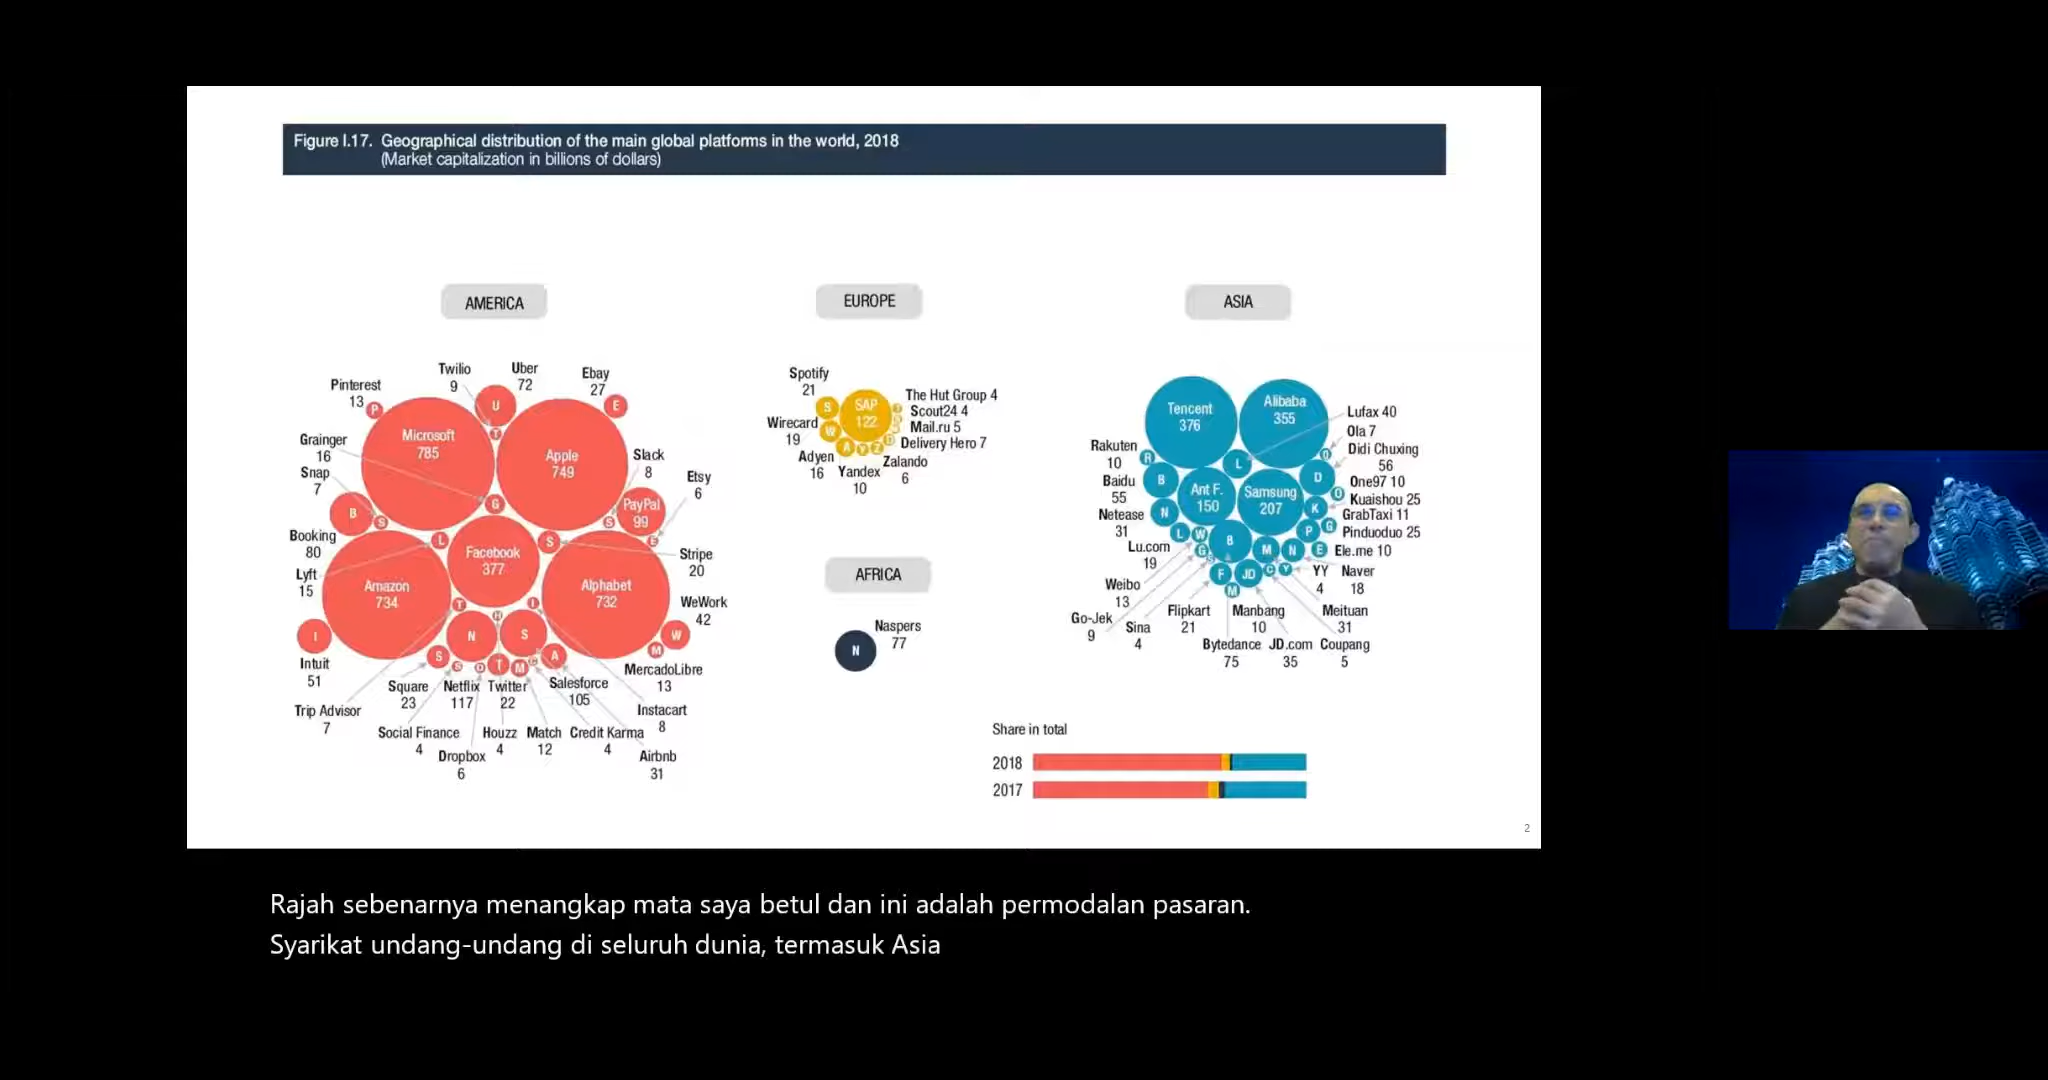 Figure I.17. Geographical distribution of the main global platforms in the world, 2018
(Market capitalization in billions of dollars)
AMERICA
Twilio
9
Uber
72
Ebay
27
Pinterest
13
P
U
E
T
Microsoft
785
Apple
749
Grainger
16
Snap
7
Slack
8
Etsy
6
G
B
S
PayPal
99
S
E
Booking
80
L
Facebook
377
S
Stripe
20
Lyft
15
Amazon
734
Alphabet
732
WeWork
42
T
H
I
I
N
S
W
Intuit
51
S
S
D
T
M
C
A
M
MercadoLibre
13
Square
23
Netflix
117
Twitter
22
Salesforce
105
Trip Advisor
7
Instacart
8
Social Finance
4
Houzz
4
Match
12
Credit Karma
4
Dropbox
6
Airbnb
31
EUROPE
Spotify
21
S
SAP
122
The Hut Group 4
Scout24 4
Mail.ru 5
Delivery Hero 7
Wirecard
19
W
A
Y
Z
D
Adyen
16
Yandex
10
Zalando
6
AFRICA
Naspers
77
N
ASIA
Tencent
376
Alibaba
355
Lufax 40
Ola 7
Didi Chuxing
56
One97 10
Kuaishou 25
GrabTaxi 11
Pinduoduo 25
Ele.me 10
Rakuten
10
R
L
O
Baidu
55
B
Ant F.
150
Samsung
207
D
O
K
Netease
31
N
P
G
L
W
B
M
N
E
Lu.com
19
G
S
F
JD
C
Y
M
YY
4
Naver
18
Weibo
13
Go-Jek
9
Sina
4
Flipkart
21
Manbang
10
Meituan
31
Bytedance
75
JD.com
35
Coupang
5
Share in total
2018
2017
2
Rajah sebenarnya menangkap mata saya betul dan ini adalah permodalan pasaran.
Syarikat undang-undang di seluruh dunia, termasuk Asia